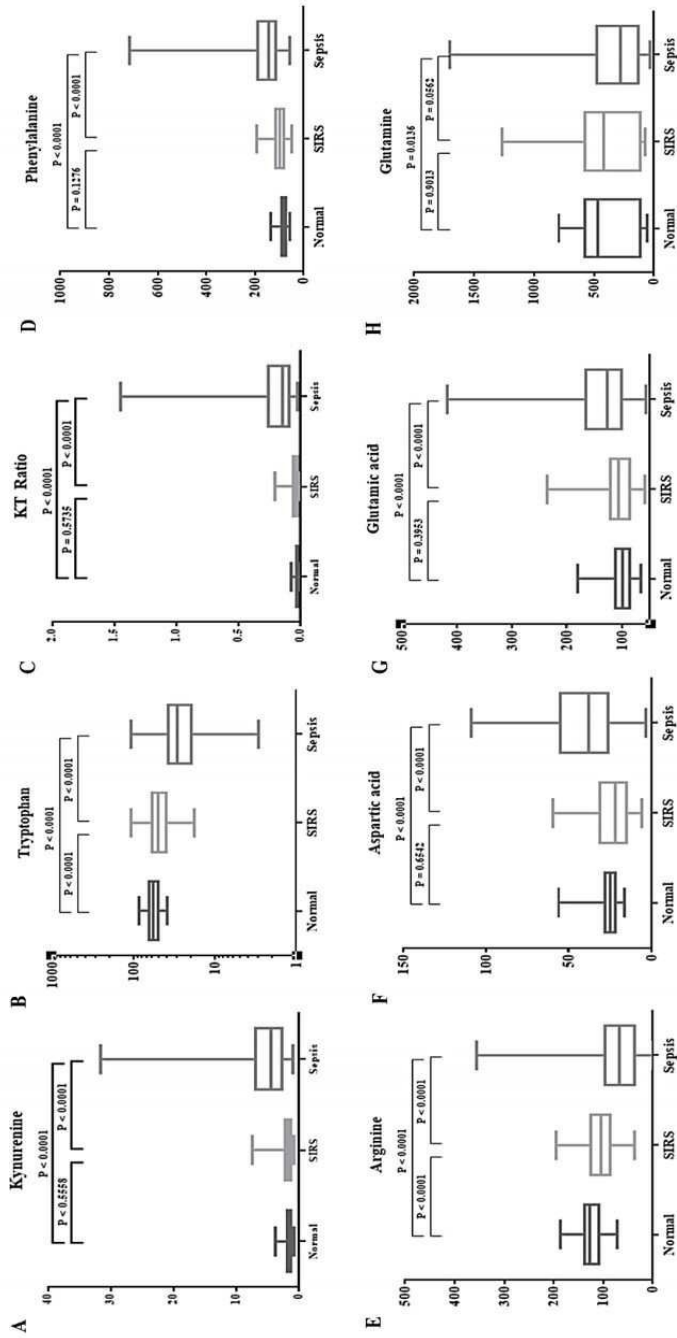 A
Kynurenine
P < 0.0001
P < 0.5558
P < 0.0001
40
30
20
10
0
Normal
SIRS
Sepsis
B
Tryptophan
P < 0.0001
P < 0.0001
P < 0.0001
1000
100
10
1
Normal
SIRS
Sepsis
C
KT Ratio
P < 0.0001
P = 0.5735
P < 0.0001
2.0
1.5
1.0
0.5
0.0
Normal
SIRS
Sepsis
D
Phenylalanine
P < 0.0001
P = 0.1276
P < 0.0001
1000
800
600
400
200
0
Normal
SIRS
Sepsis
E
Arginine
P < 0.0001
P < 0.0001
P < 0.0001
500
400
300
200
100
0
Normal
SIRS
Sepsis
F
Aspartic acid
P < 0.0001
P = 0.6542
P < 0.0001
150
100
50
0
Normal
SIRS
Sepsis
G
Glutamic acid
P < 0.0001
P = 0.3953
P < 0.0001
500
300
200
100
Normal
SIRS
Sepsis
H
Glutamine
P = 0.0136
P = 0.9013
P = 0.0562
2000
1500
1000
500
0
Normal
SIRS
Sepsis